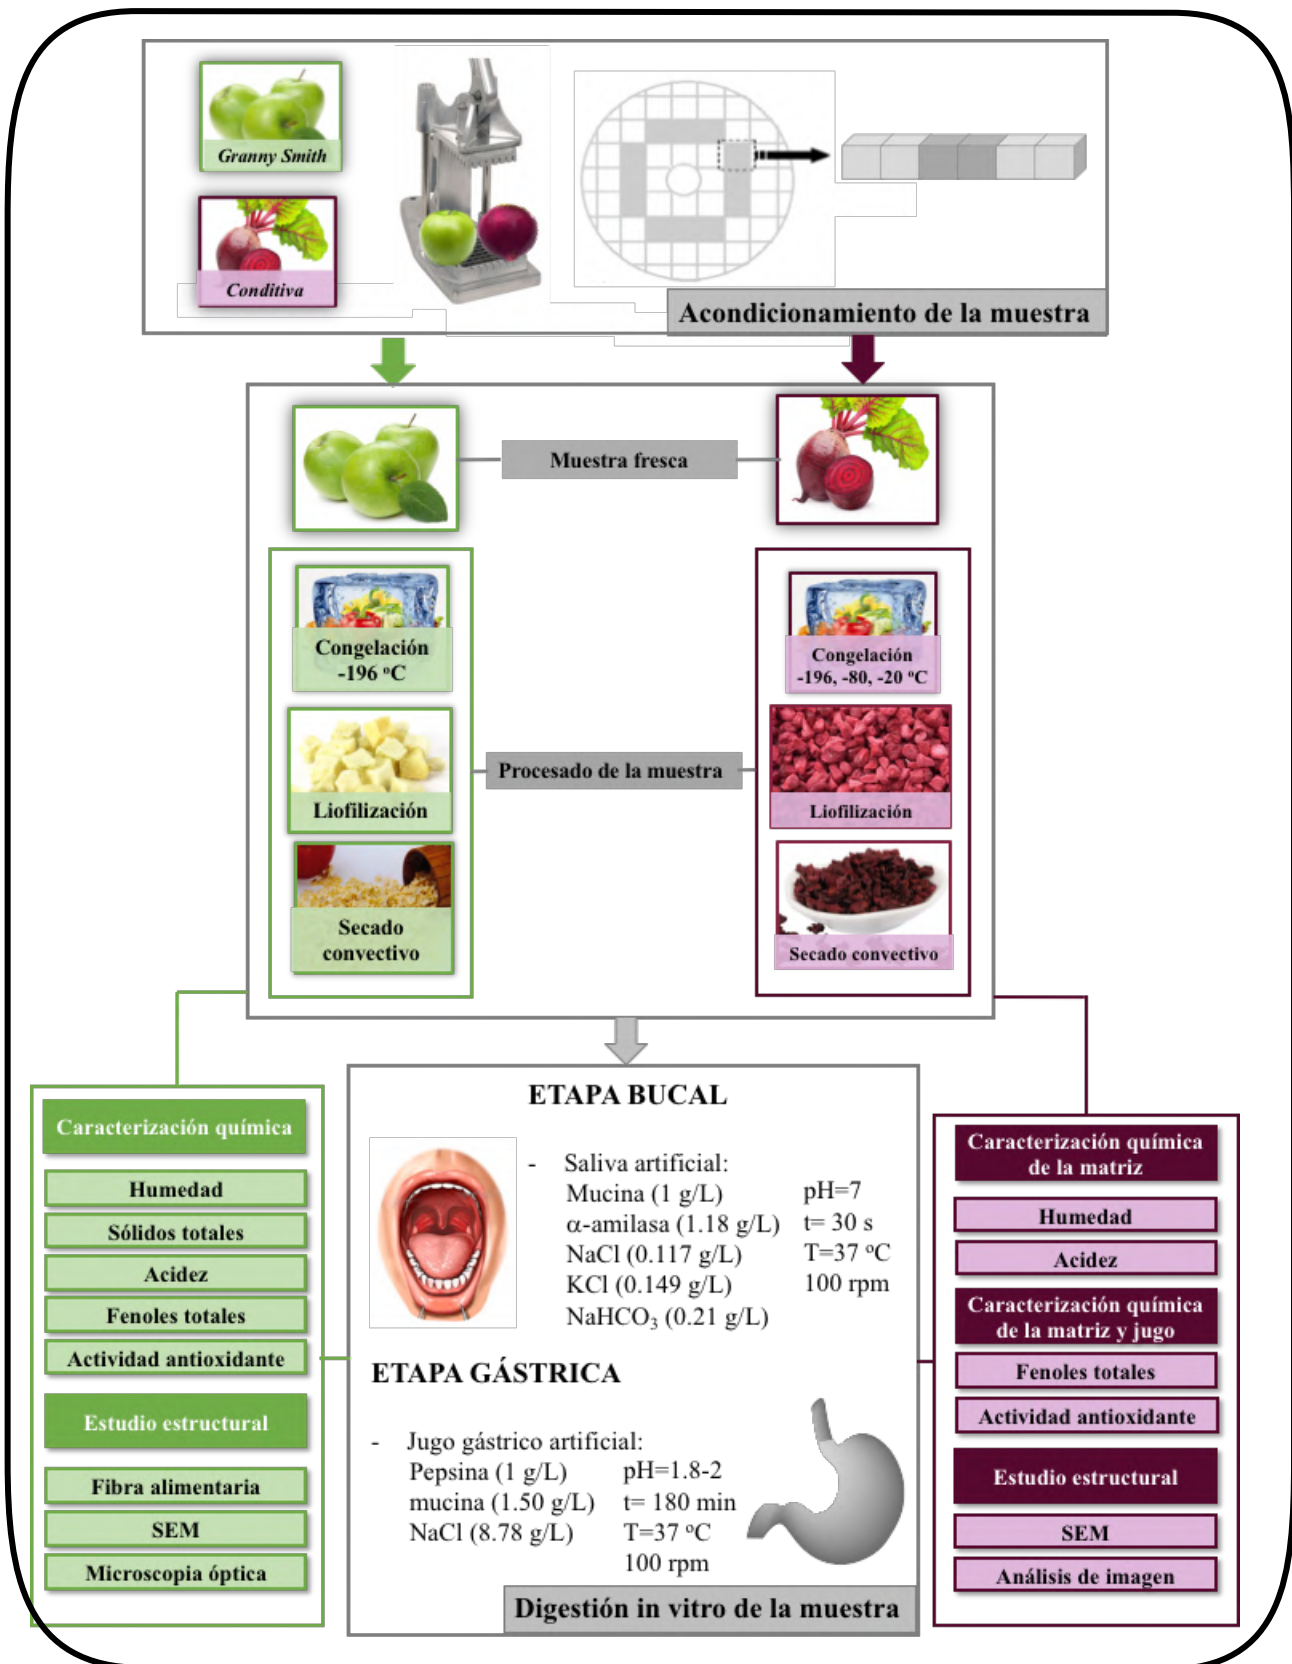 Granny Smith
Conditiva
Acondicionamiento de la muestra
Muestra fresca
Congelación
-196 ºC
Congelación
-196, -80, -20 ºC
Procesado de la muestra
Liofilización
Liofilización
Secado
convectivo
Secado convectivo
Caracterización química
Humedad
Sólidos totales
Acidez
Fenoles totales
Actividad antioxidante
Estudio estructural
Fibra alimentaria
SEM
Microscopia óptica
ETAPA BUCAL
- Saliva artificial:
Mucina (1 g/L) pH=7
α-amilasa (1.18 g/L) t= 30 s
NaCl (0.117 g/L) T=37 ºC
KCl (0.149 g/L) 100 rpm
NaHCO₃ (0.21 g/L)
ETAPA GÁSTRICA
- Jugo gástrico artificial:
Pepsina (1 g/L) pH=1.8-2
mucina (1.50 g/L) t= 180 min
NaCl (8.78 g/L) T=37 ºC
100 rpm
Digestión in vitro de la muestra
Caracterización química
de la matriz
Humedad
Acidez
Caracterización química
de la matriz y jugo
Fenoles totales
Actividad antioxidante
Estudio estructural
SEM
Análisis de imagen